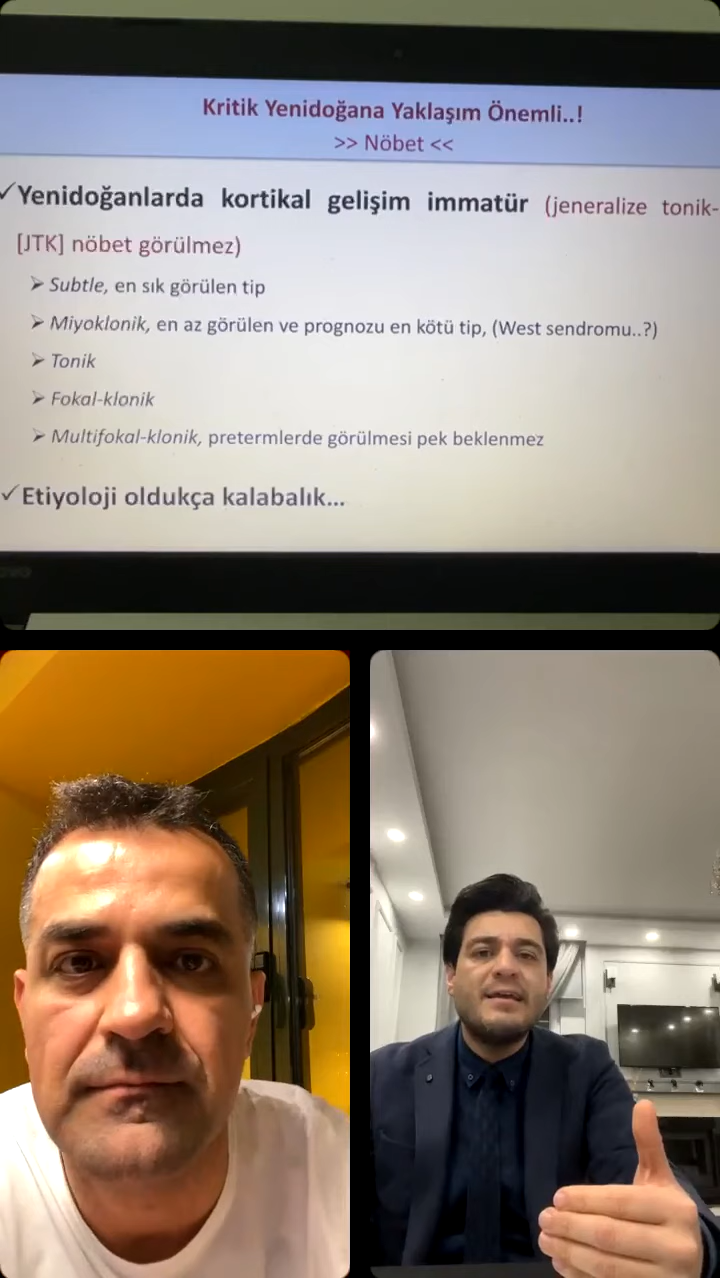 Kritik Yenidoğana Yaklaşım Önemli..!
>> Nöbet <<
✓Yenidoğanlarda kortikal gelişim immatür (jeneralize tonik-
[JTK] nöbet görülmez)
➤ Subtle, en sık görülen tip
➤ Miyoklonik, en az görülen ve prognozu en kötü tip, (West sendromu..?)
➤ Tonik
➤ Fokal-klonik
➤ Multifokal-klonik, pretermlerde görülmesi pek beklenmez
✓Etiyoloji oldukça kalabalık...